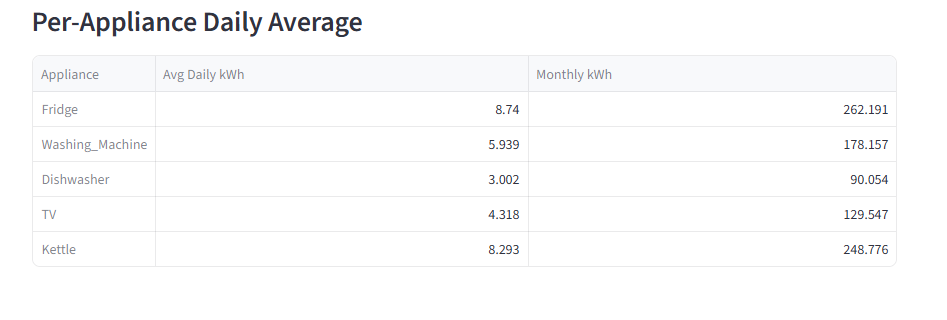 Per-Appliance Daily Average
Appliance Avg Daily kWh Monthly kWh
Fridge 8.74 262.191
Washing_Machine 5.939 178.157
Dishwasher 3.002 90.054
TV 4.318 129.547
Kettle 8.293 248.776